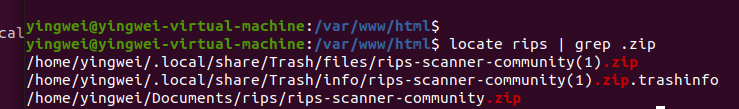 cal
yingwei@yingwei-virtual-machine:/var/www/html$
yingwei@yingwei-virtual-machine:/var/www/html$ locate rips | grep .zip
/home/yingwei/.local/share/Trash/files/rips-scanner-community(1).zip
/home/yingwei/.local/share/Trash/info/rips-scanner-community(1).zip.trashinfo
/home/yingwei/Documents/rips/rips-scanner-community.zip